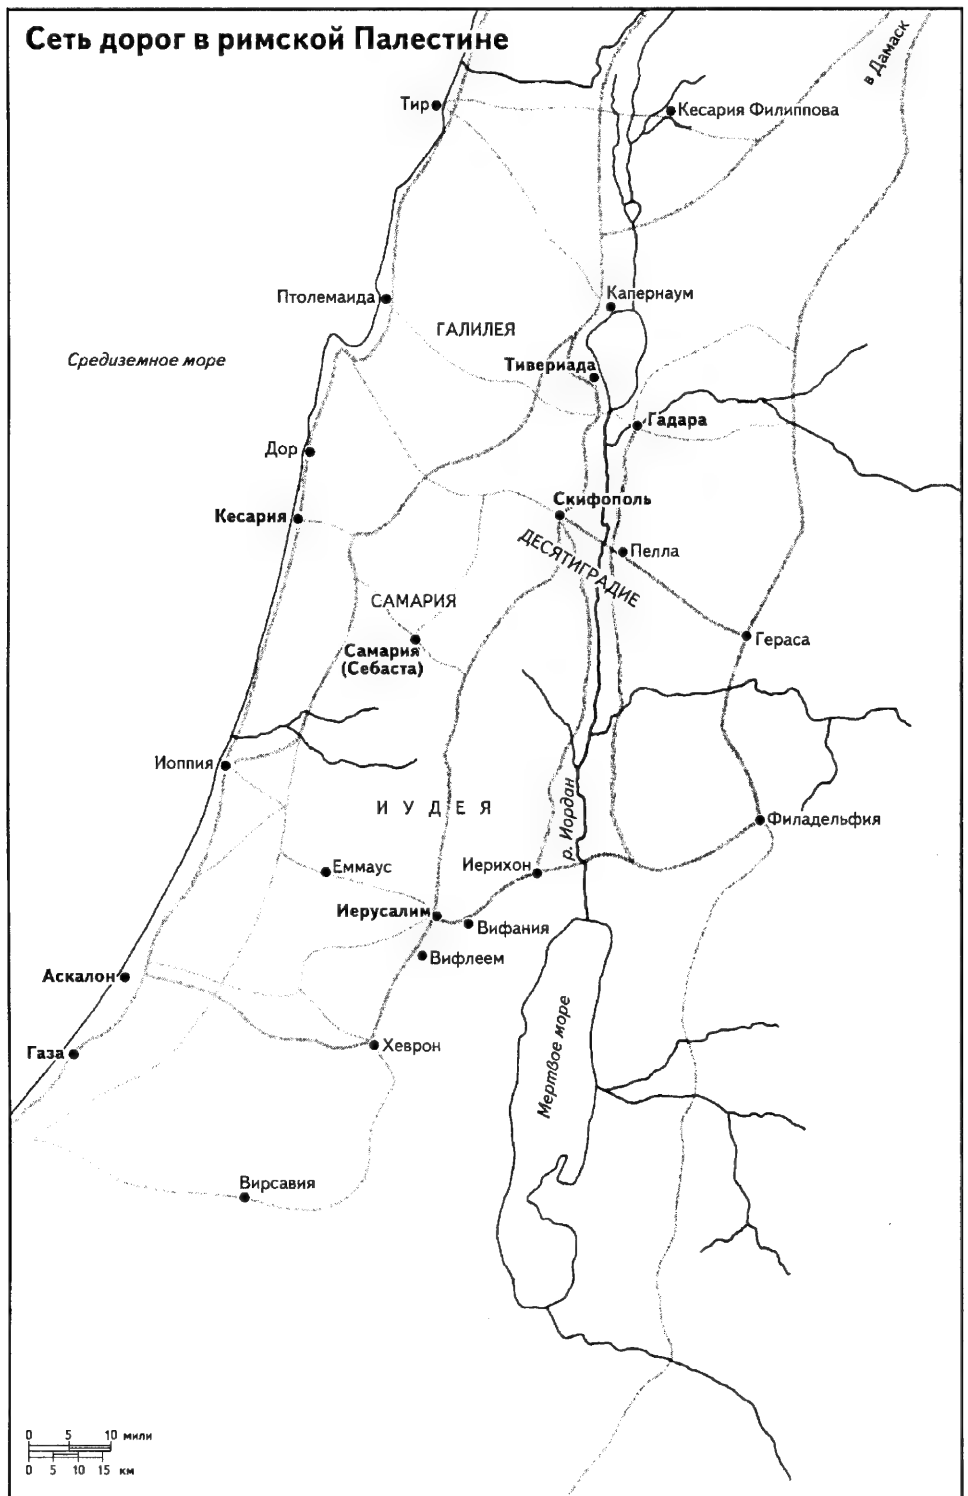 Сеть дорог в римской Палестине
в Дамаск
Тир
Кесария Филиппова
Птолемаида
Капернаум
ГАЛИЛЕЯ
Средиземное море
Тивериада
Гадара
Дор
Скифополь
Кесария
ДЕСЯТИГРАДИЕ
Пелла
САМАРИЯ
Гераса
Самария
(Себаста)
Иоппия
р. Иордан
ИУДЕЯ
Филадельфия
Еммаус
Иерихон
Иерусалим
Вифания
Вифлеем
Аскалон
Мертвое море
Газа
Хеврон
Вирсавия
0 5 10 мили
0 5 10 15 км